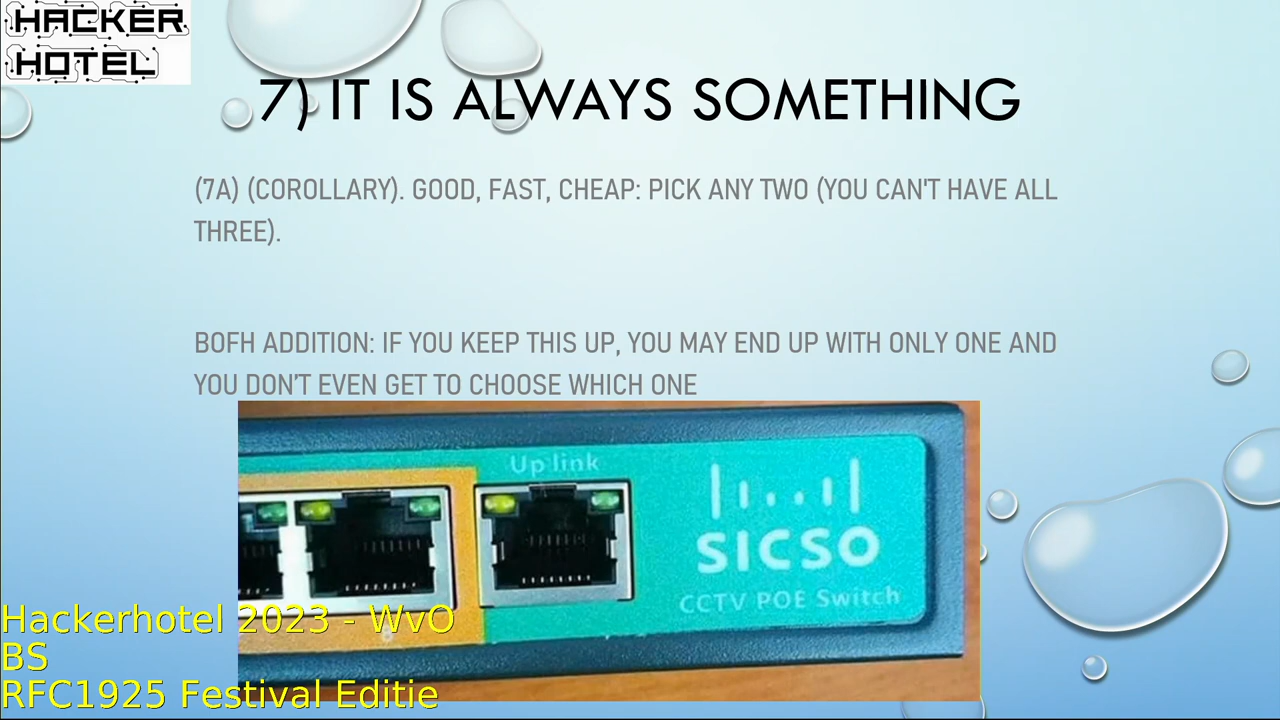 HACKER
HOTEL
7) IT IS ALWAYS SOMETHING
(7A) (COROLLARY). GOOD, FAST, CHEAP: PICK ANY TWO (YOU CAN'T HAVE ALL
THREE).
BOFH ADDITION: IF YOU KEEP THIS UP, YOU MAY END UP WITH ONLY ONE AND
YOU DON'T EVEN GET TO CHOOSE WHICH ONE
Up link
SICSO
CCTV POE Switch
8
Hackerhotel 2023 - WvO
BS
RFC1925 Festival Editie